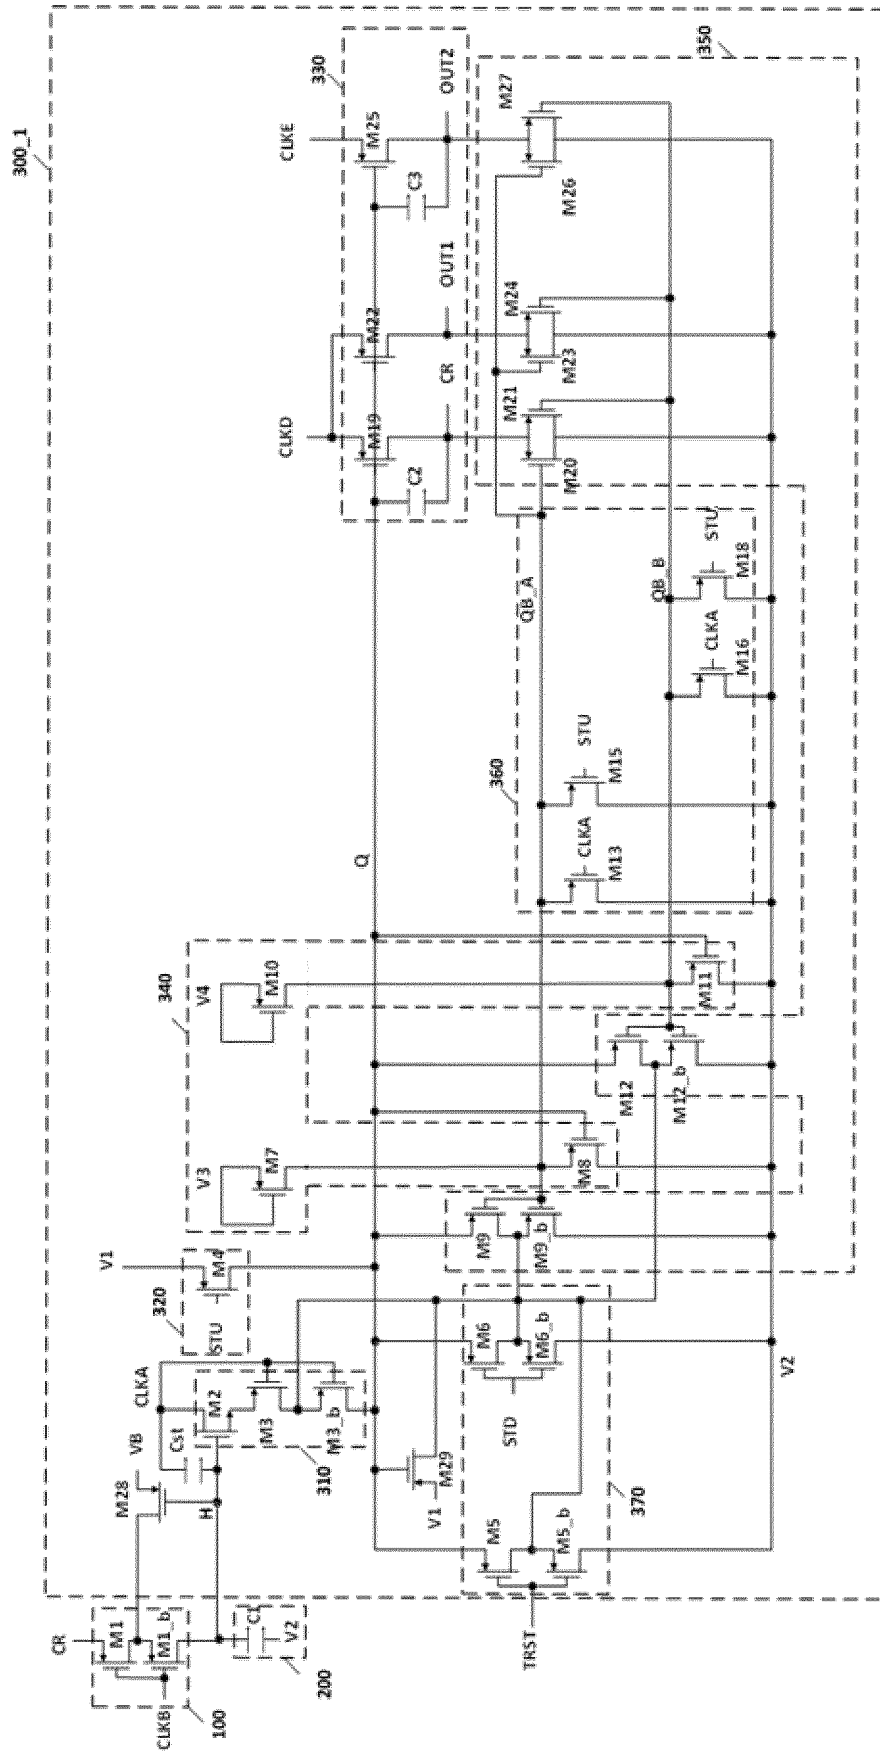 300_1
330
350
CLKE
OUT2
M25
M27
C3
M26
OUT1
M22
M24
M23
CLKD
CR
M19
M21
C2
M20
QB_A
QB_B
STU
M18
CLKA
M16
360
STU
M15
CLKA
M13
Q
340
V4
M10
M11
M12
M12_b
V3
M7
M8
M9
M9_b
V1
320
M4
STU
CLKA
M2
M3
M3_b
310
Cst
VB
M28
H
M6
M6_b
STD
V2
M29
V1
370
M5
M5_b
TRST
CR
M1
M1_b
CLKB
100
C1
V2
200